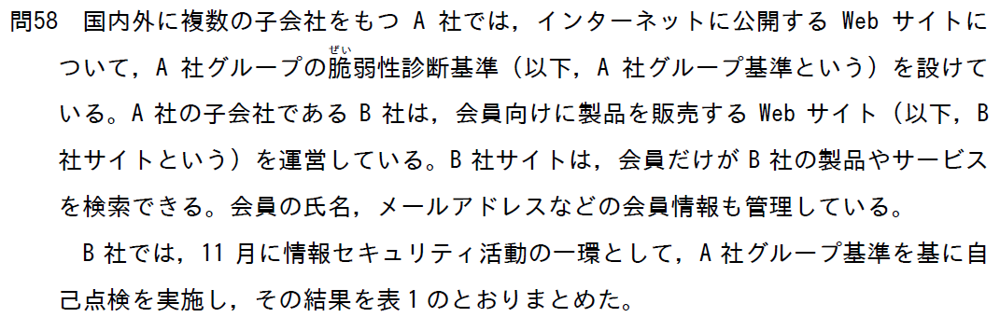 問58 国内外に複数の子会社をもつ A 社では，インターネットに公開する Web サイトに
ぜい
ついて，A 社グループの脆弱性診断基準（以下，A 社グループ基準という）を設けて
いる。A 社の子会社である B 社は，会員向けに製品を販売する Web サイト（以下，B
社サイトという）を運営している。B 社サイトは，会員だけが B 社の製品やサービス
を検索できる。会員の氏名，メールアドレスなどの会員情報も管理している。
B 社では，11 月に情報セキュリティ活動の一環として，A 社グループ基準を基に自
己点検を実施し，その結果を表 1 のとおりまとめた。